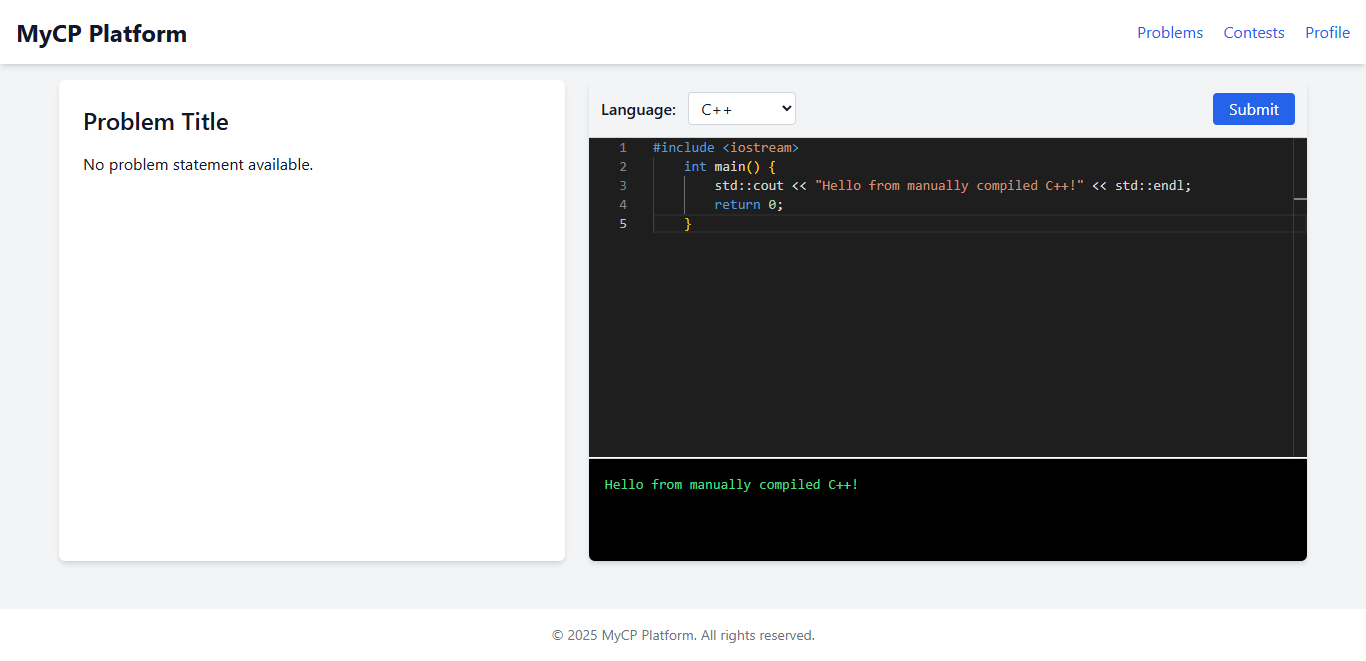 MyCP Platform
Problems Contests Profile
Problem Title
No problem statement available.
Language: C++ Submit
1 #include <iostream>
2     int main() {
3         std::cout << "Hello from manually compiled C++!" << std::endl;
4         return 0;
5     }
Hello from manually compiled C++!
© 2025 MyCP Platform. All rights reserved.